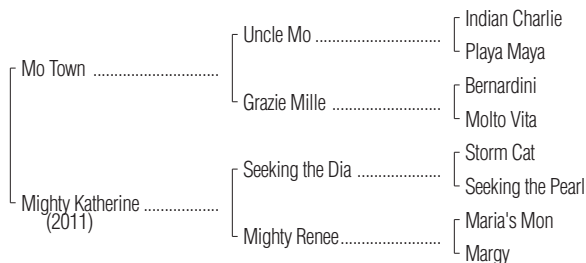 Indian Charlie
Uncle Mo
Playa Maya
Mo Town
Bernardini
Grazie Mille
Molto Vita
Storm Cat
Seeking the Dia
Seeking the Pearl
Mighty Katherine
(2011)
Maria's Mon
Mighty Renee
Margy